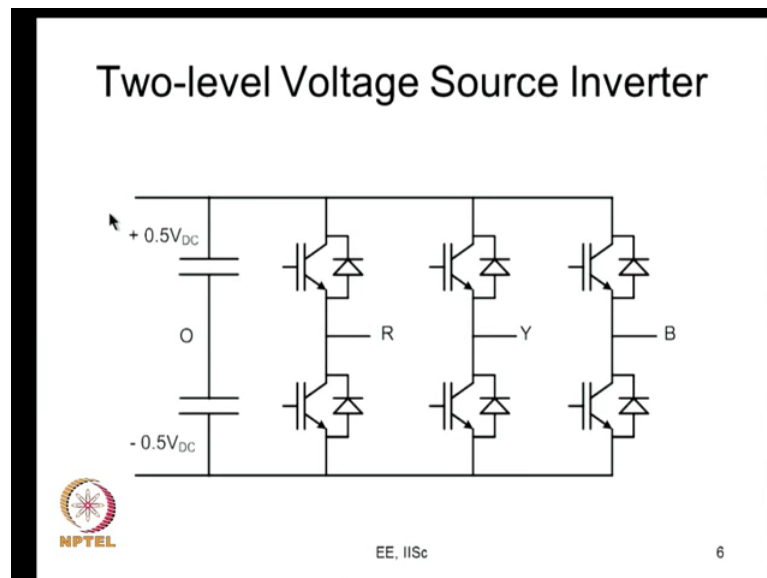 Two-level Voltage Source Inverter
+ 0.5VDC
O
R
Y
B
- 0.5VDC
NPTEL
EE, IISc
6